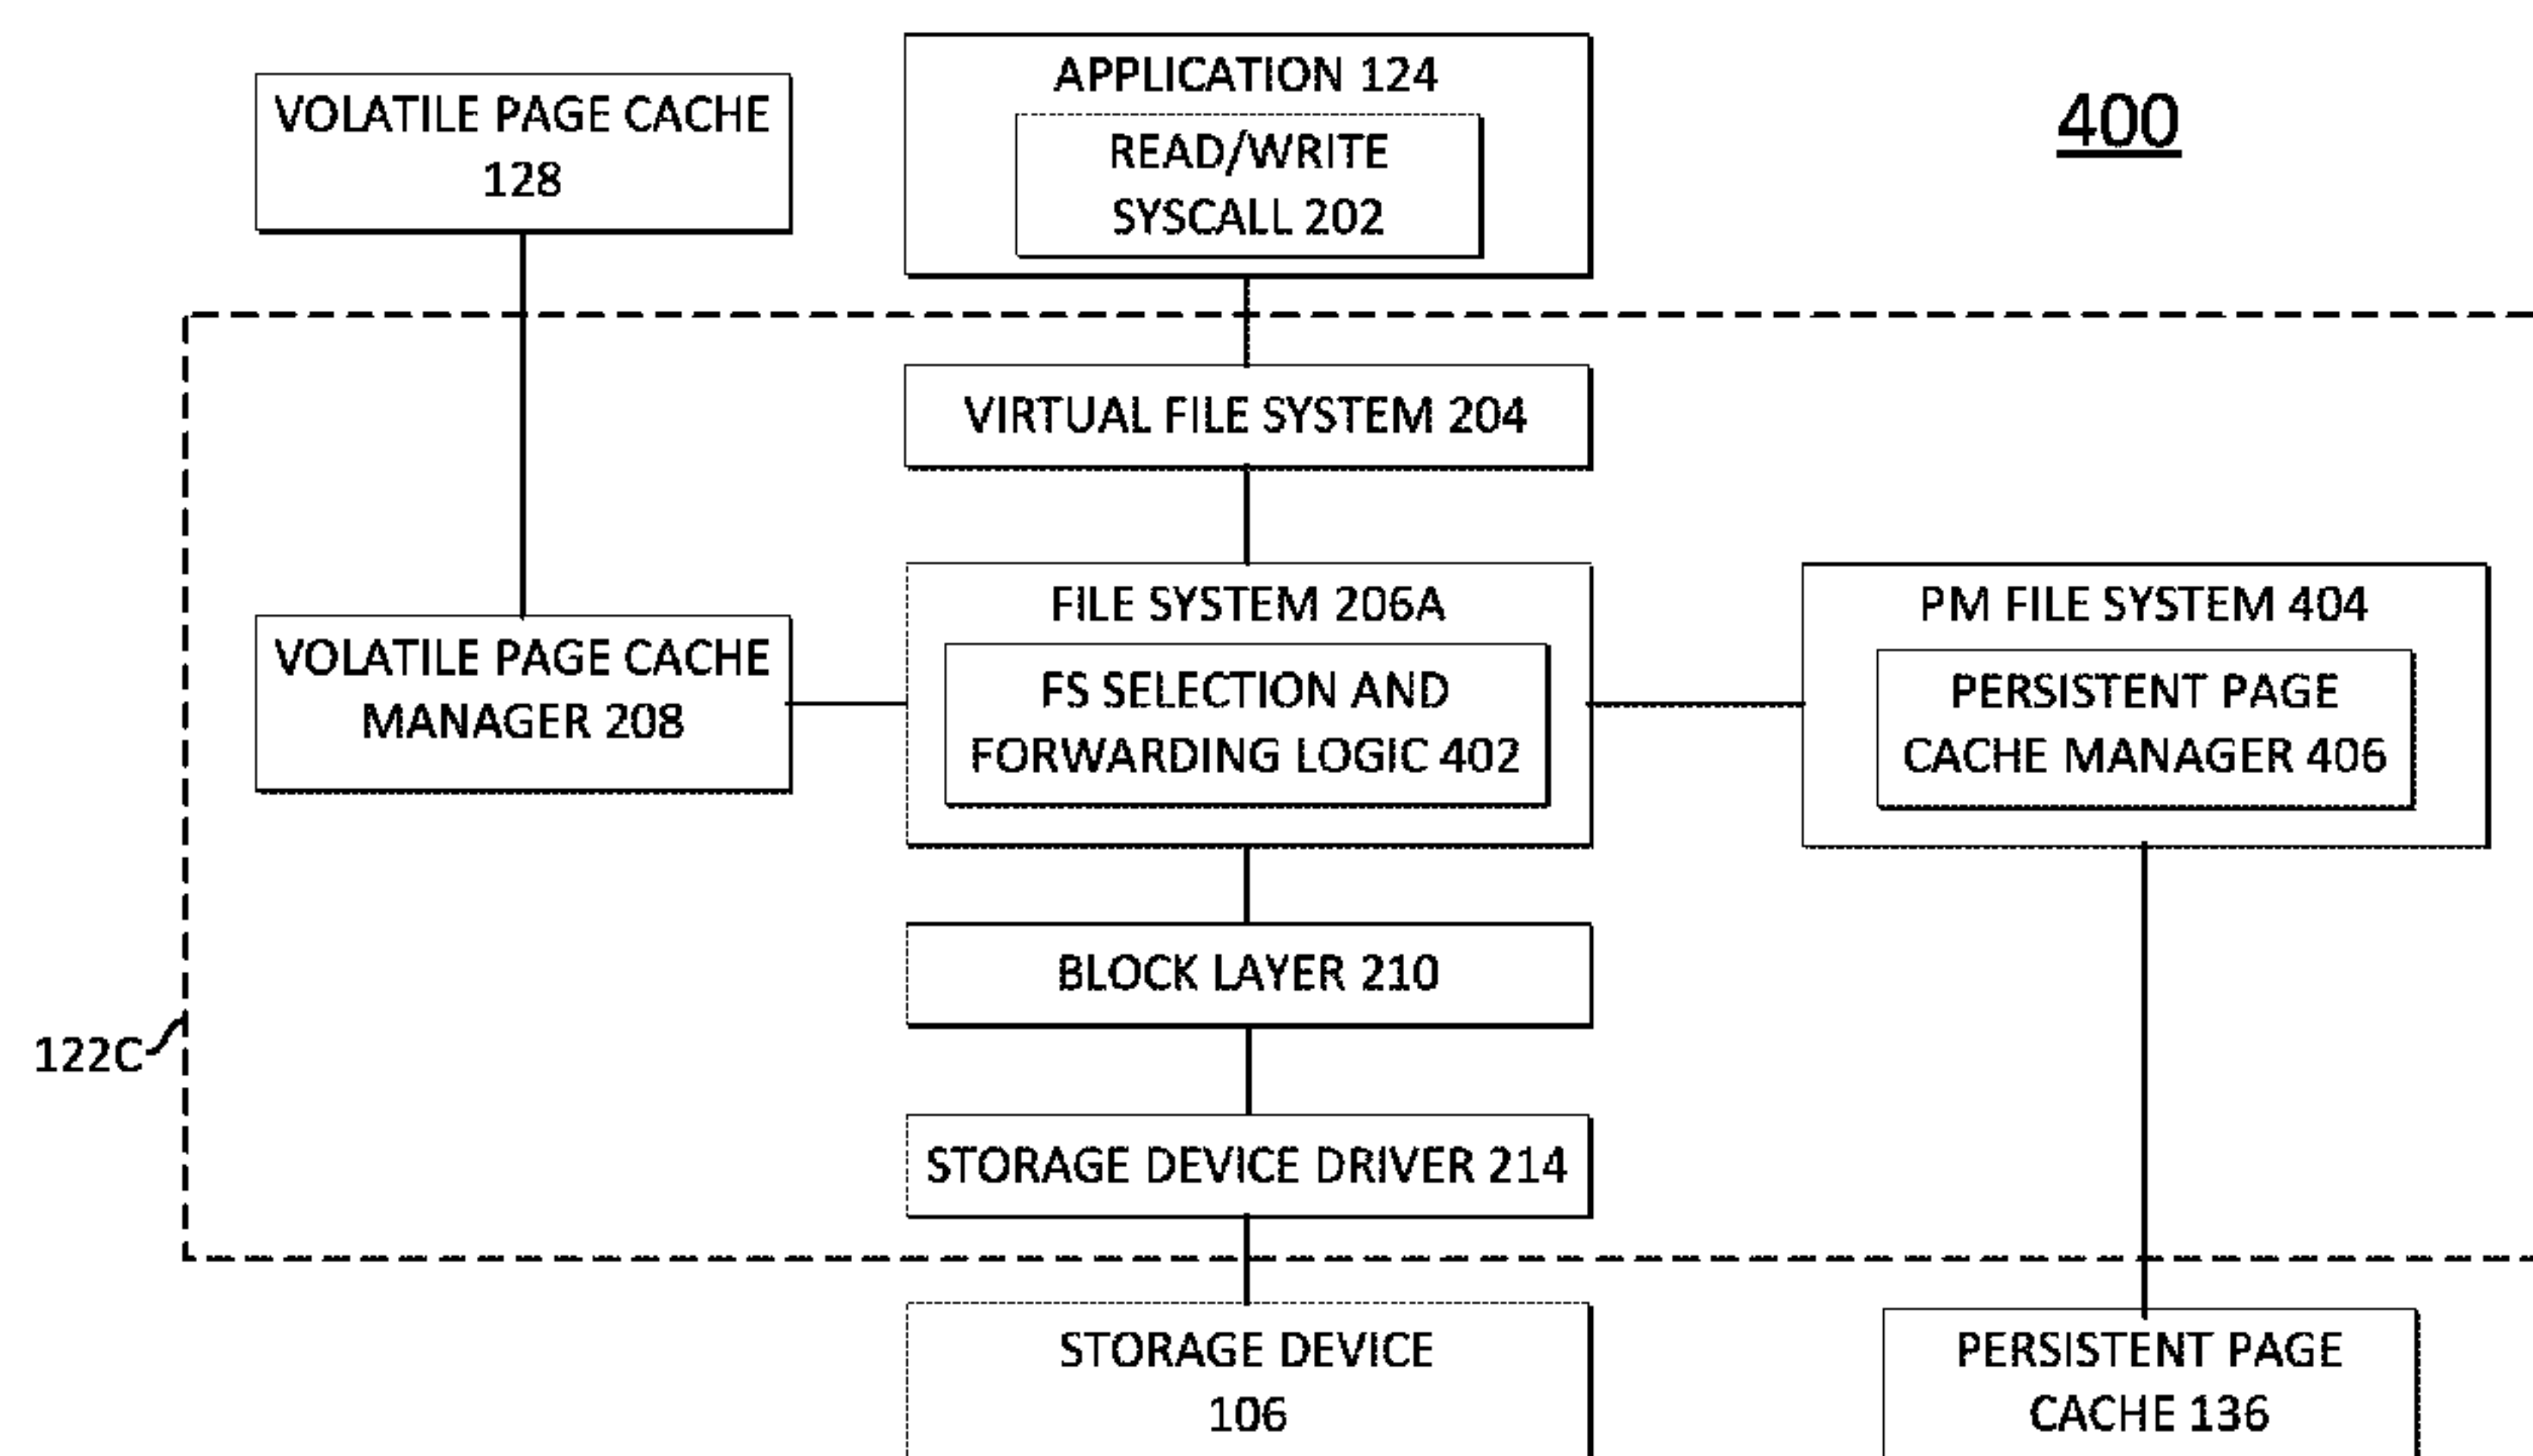 VOLATILE PAGE CACHE
128
APPLICATION 124
READ/WRITE
SYSCALL 202
400
VIRTUAL FILE SYSTEM 204
VOLATILE PAGE CACHE
MANAGER 208
FILE SYSTEM 206A
FS SELECTION AND
FORWARDING LOGIC 402
PM FILE SYSTEM 404
PERSISTENT PAGE
CACHE MANAGER 406
BLOCK LAYER 210
122C
STORAGE DEVICE DRIVER 214
STORAGE DEVICE
106
PERSISTENT PAGE
CACHE 136